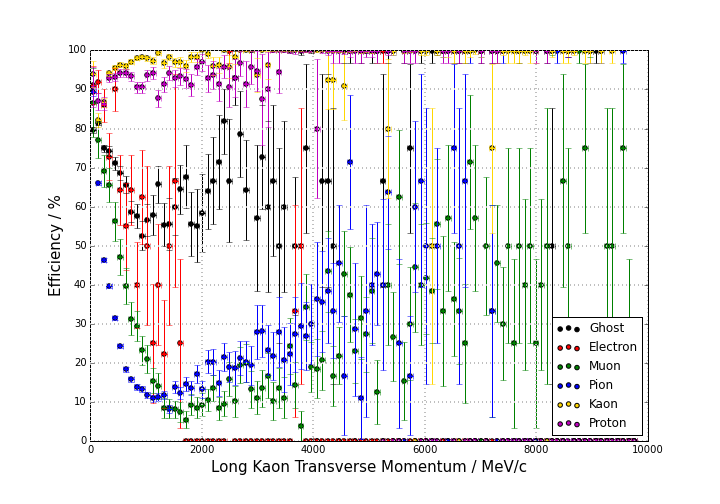 100
90
80
70
60
50
40
30
20
10
0
Efficiency / %
Ghost
Electron
Muon
Pion
Kaon
Proton
0 2000 4000 6000 8000 10000
Long Kaon Transverse Momentum / MeV/c